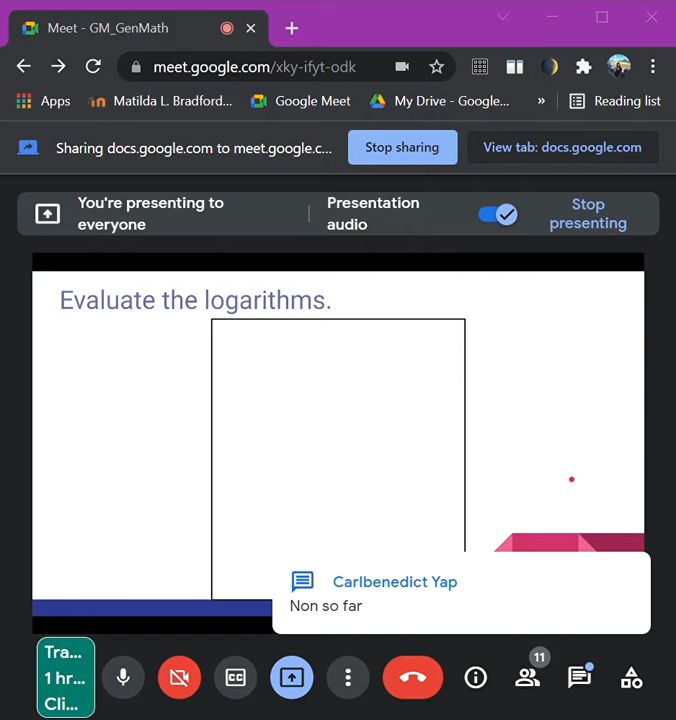 Meet - GM_GenMath
meet.google.com/xky-ifyt-odk
Apps
Matilda L. Bradford...
Google Meet
My Drive - Google...
»
Reading list
Sharing docs.google.com to meet.google.c...
Stop sharing
View tab: docs.google.com
You're presenting to
everyone
Presentation
audio
Stop
presenting
Evaluate the logarithms.
Carlbenedict Yap
Non so far
Tra...
1 hr...
Cli...
CC
11